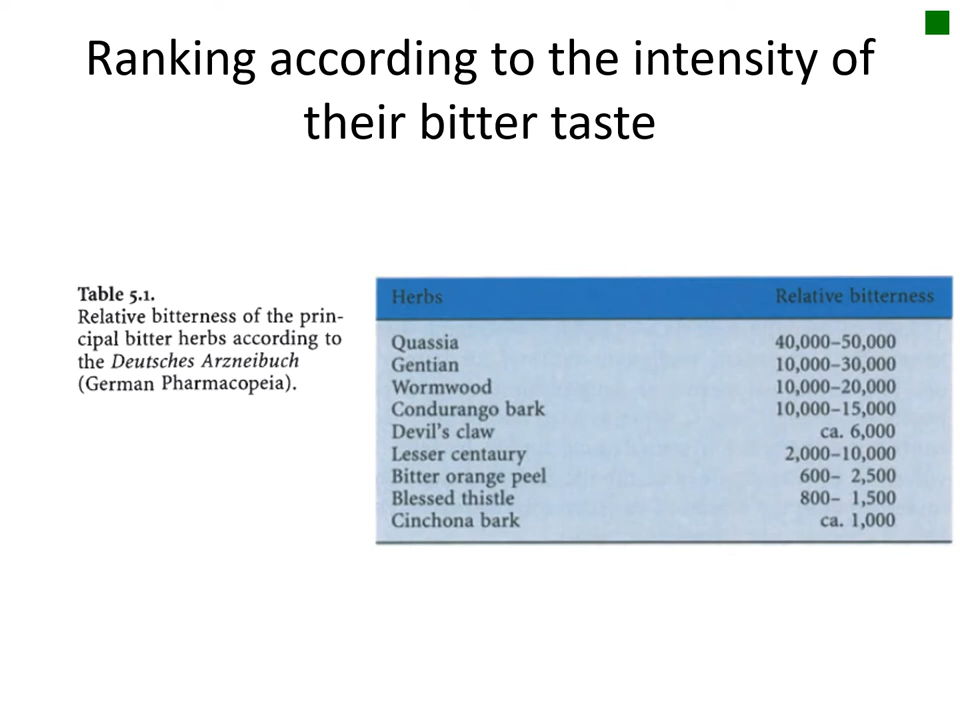 Ranking according to the intensity of
their bitter taste
Table 5.1.
Relative bitterness of the prin-
cipal bitter herbs according to
the Deutsches Arzneibuch
(German Pharmacopeia).
Herbs Relative bitterness
Quassia 40,000–50,000
Gentian 10,000–30,000
Wormwood 10,000–20,000
Condurango bark 10,000–15,000
Devil's claw ca. 6,000
Lesser centaury 2,000–10,000
Bitter orange peel 600– 2,500
Blessed thistle 800– 1,500
Cinchona bark ca. 1,000